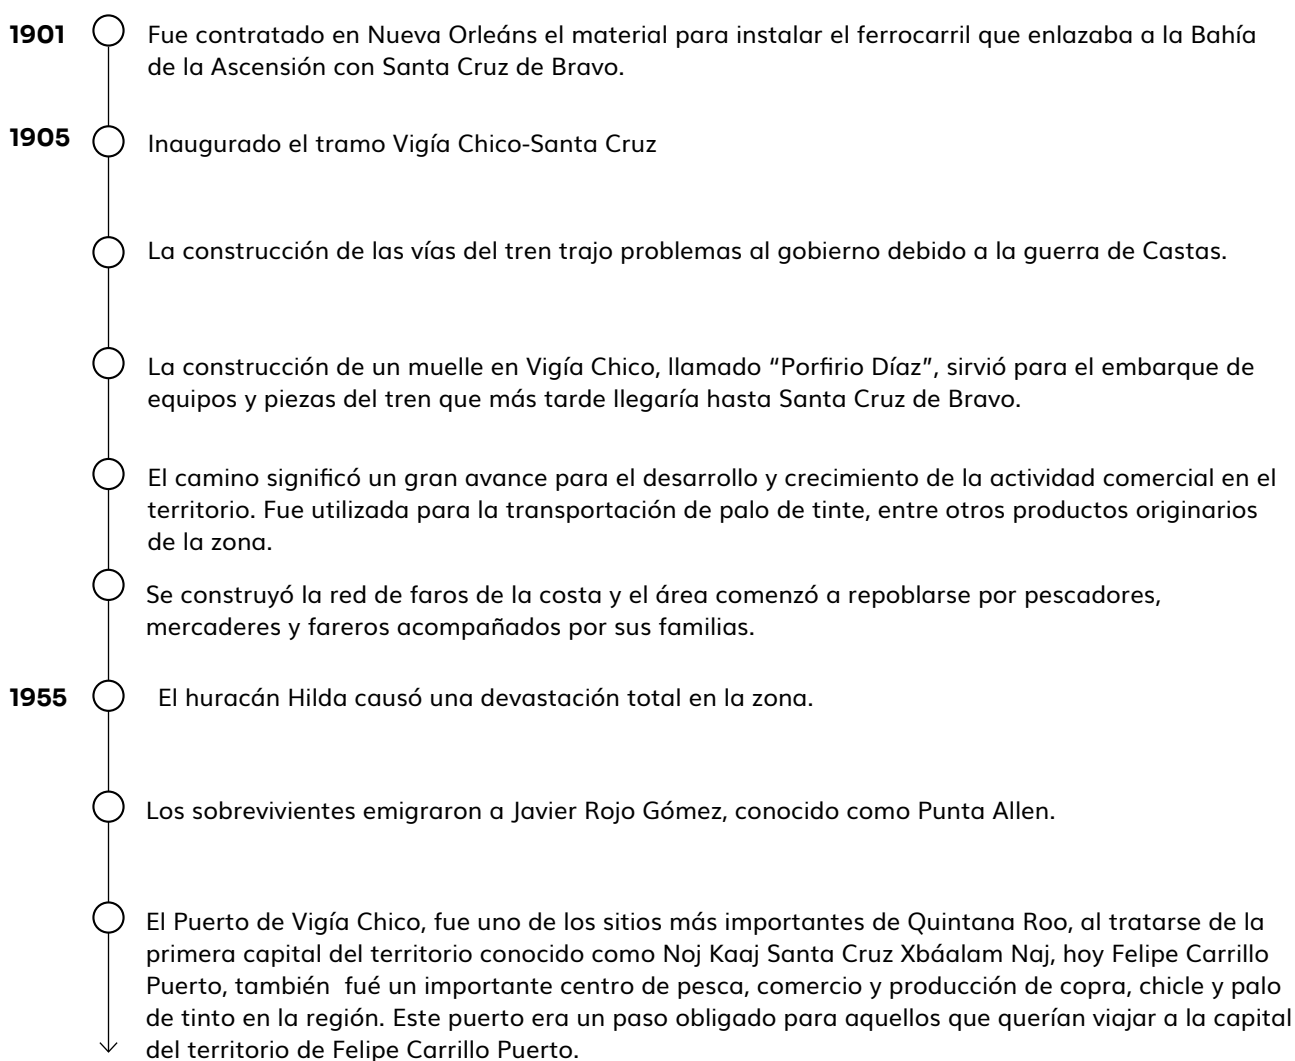 1901
Fue contratado en Nueva Orleáns el material para instalar el ferrocarril que enlazaba a la Bahía
de la Ascensión con Santa Cruz de Bravo.
1905
Inaugurado el tramo Vigía Chico-Santa Cruz
La construcción de las vías del tren trajo problemas al gobierno debido a la guerra de Castas.
La construcción de un muelle en Vigía Chico, llamado “Porfirio Díaz”, sirvió para el embarque de
equipos y piezas del tren que más tarde llegaría hasta Santa Cruz de Bravo.
El camino significó un gran avance para el desarrollo y crecimiento de la actividad comercial en el
territorio. Fue utilizada para la transportación de palo de tinte, entre otros productos originarios
de la zona.
Se construyó la red de faros de la costa y el área comenzó a repoblarse por pescadores,
mercaderes y fareros acompañados por sus familias.
1955
El huracán Hilda causó una devastación total en la zona.
Los sobrevivientes emigraron a Javier Rojo Gómez, conocido como Punta Allen.
El Puerto de Vigía Chico, fue uno de los sitios más importantes de Quintana Roo, al tratarse de la
primera capital del territorio conocido como Noj Kaaj Santa Cruz Xbáalam Naj, hoy Felipe Carrillo
Puerto, también  fué un importante centro de pesca, comercio y producción de copra, chicle y palo
de tinto en la región. Este puerto era un paso obligado para aquellos que querían viajar a la capital
del territorio de Felipe Carrillo Puerto.